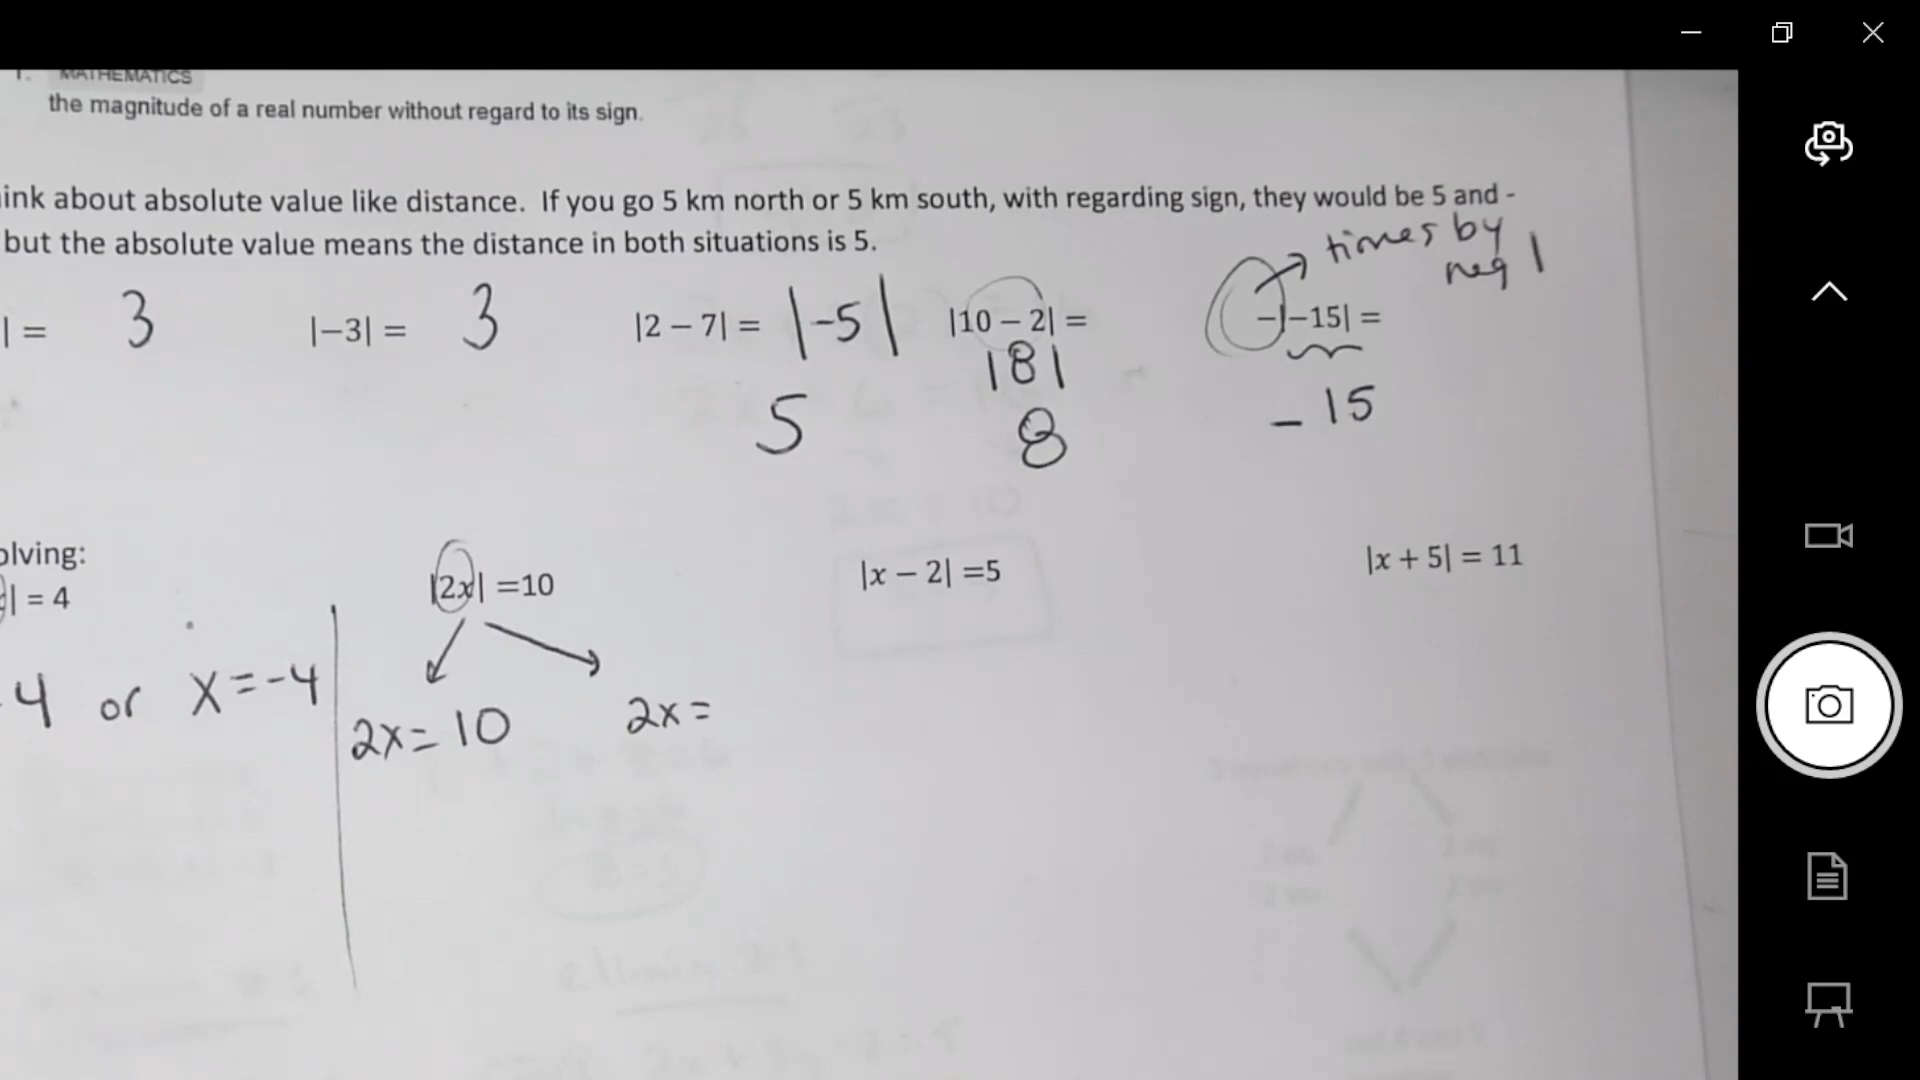 1. MATHEMATICS
the magnitude of a real number without regard to its sign.
ink about absolute value like distance. If you go 5 km north or 5 km south, with regarding sign, they would be 5 and -
but the absolute value means the distance in both situations is 5.
times by
neg 1
| = 3
|−3| = 3
|2 − 7| = |-5|
5
|10 − 2| =
|8|
8
−|−15| =
- 15
olving:
| = 4
4 or x=-4
|2x| =10
2x= 10
2x=
|x − 2| =5
|x + 5| = 11